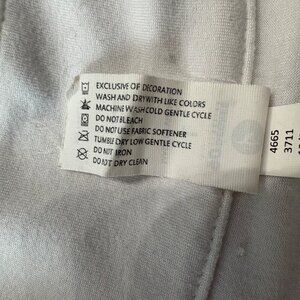 EXCLUSIVE OF DECORATION
WASH AND DRY WITH LIKE COLORS
MACHINE WASH COLD GENTLE CYCLE
DO NOT BLEACH
DO NOT USE FABRIC SOFTENER
TUMBLE DRY LOW GENTLE CYCLE
DO NOT IRON
DO NOT DRY CLEAN
4665
3711